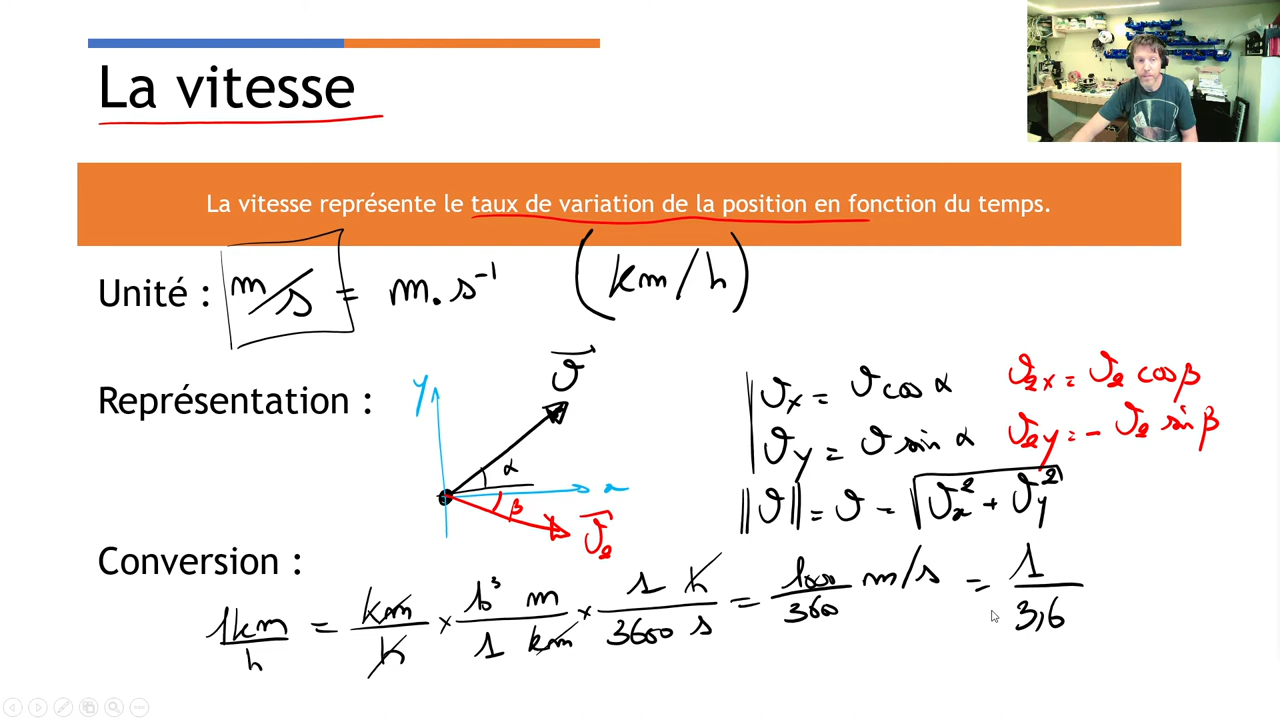 La vitesse
La vitesse représente le taux de variation de la position en fonction du temps.
Unité : m/s = m.s⁻¹ (km/h)
Représentation :
y
v⃗
α
x
β
v⃗₂
vx = v cos α
vy = v sin α
||v|| = v = √(vx² + vy²)
v₂x = v₂ cos β
v₂y = - v₂ sin β
Conversion :
1km/h = km/h × 10³ m/1 km × 1 h/3600 s = 1000/360 m/s = 1/3,6